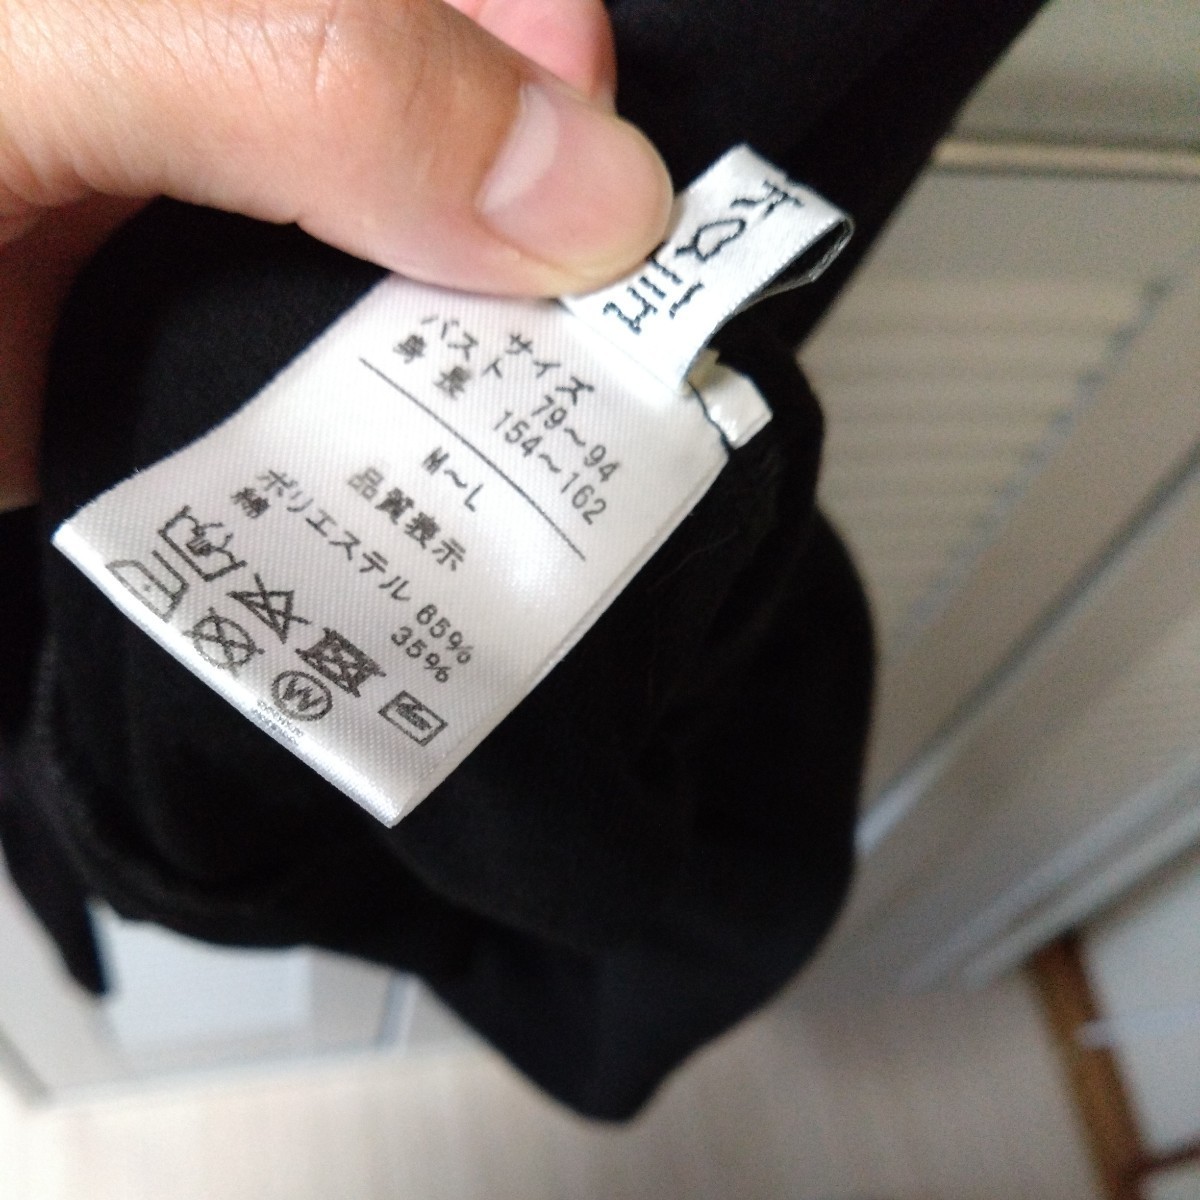 サイズ
バスト 79～94
身長 154～162
M～L
品質表示
ポリエステル 65%
綿 35%
W